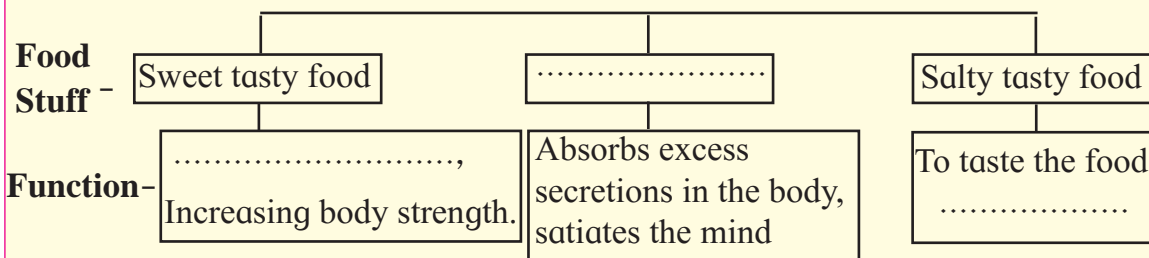 Food
Stuff -
Sweet tasty food
.......................
Salty tasty food
Function-
............................,
Increasing body strength.
Absorbs excess
secretions in the body,
satiates the mind
To taste the food
...................